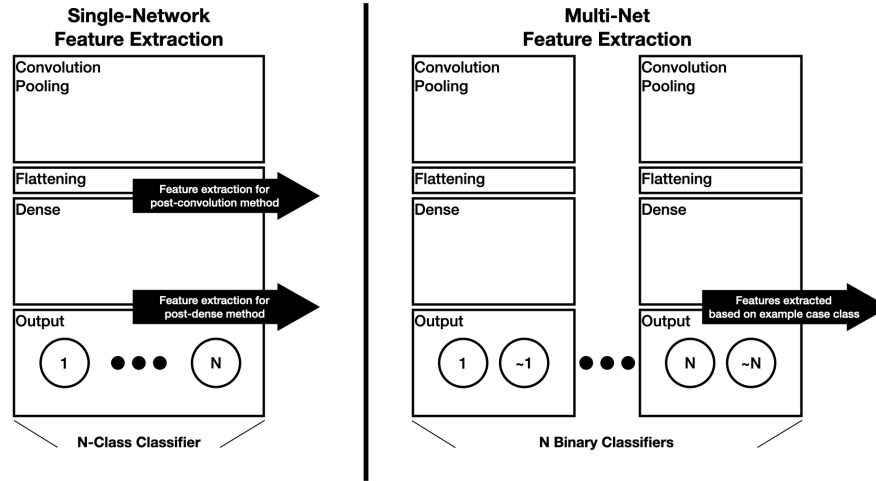 Single-Network
Feature Extraction
Convolution
Pooling
Flattening
Feature extraction for
post-convolution method
Dense
Feature extraction for
post-dense method
Output
1
N
N-Class Classifier
Multi-Net
Feature Extraction
Convolution
Pooling
Flattening
Dense
Output
1
~1
Convolution
Pooling
Flattening
Dense
Features extracted
based on example case class
Output
N
~N
N Binary Classifiers